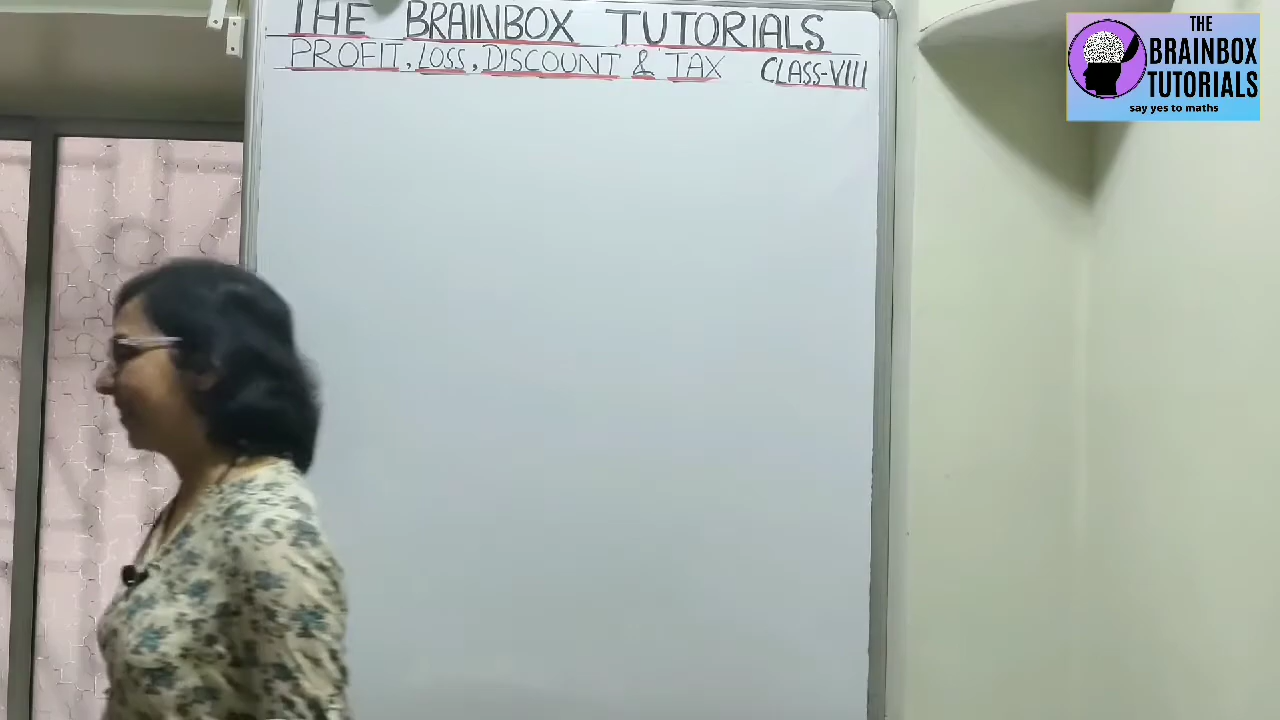 THE BRAINBOX TUTORIALS
PROFIT, LOSS, DISCOUNT & TAX CLASS-VIII
THE
BRAINBOX
TUTORIALS
say yes to maths